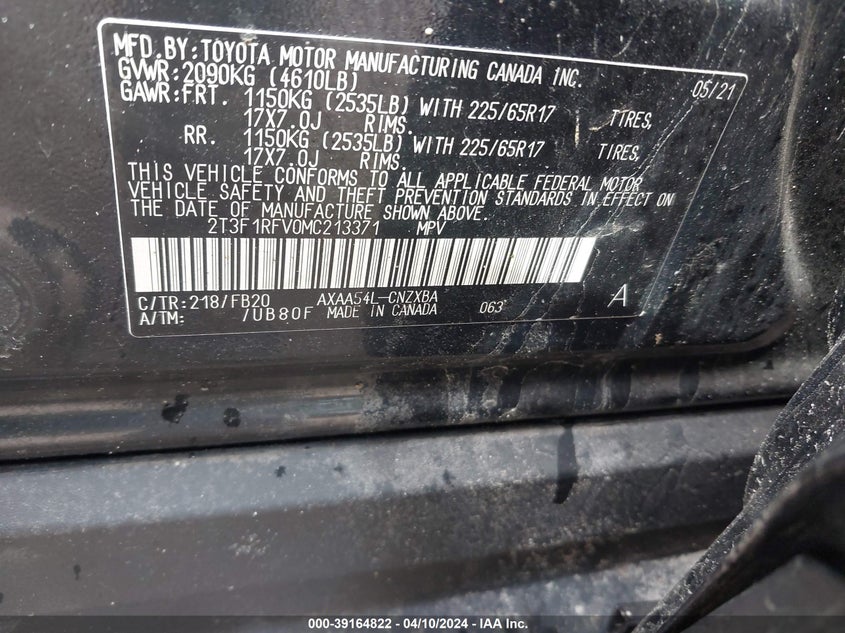 MFD. BY: TOYOTA MOTOR MANUFACTURING CANADA INC.
GVWR: 2090KG (4610LB) 05/21
GAWR: FRT. 1150KG (2535LB) WITH 225/65R17 TIRES,
17X7.0J RIMS.
RR. 1150KG (2535LB) WITH 225/65R17 TIRES,
17X7.0J RIMS.
THIS VEHICLE CONFORMS TO ALL APPLICABLE FEDERAL MOTOR
VEHICLE SAFETY AND THEFT PREVENTION STANDARDS IN EFFECT ON
THE DATE OF MANUFACTURE SHOWN ABOVE.
2T3F1RFV0MC213371 MPV
C/TR: 218/FB20 AXAA54L-CNZXBA A
A/TM: /UB80F MADE IN CANADA 063
000-39164822 - 04/10/2024 - IAA Inc.